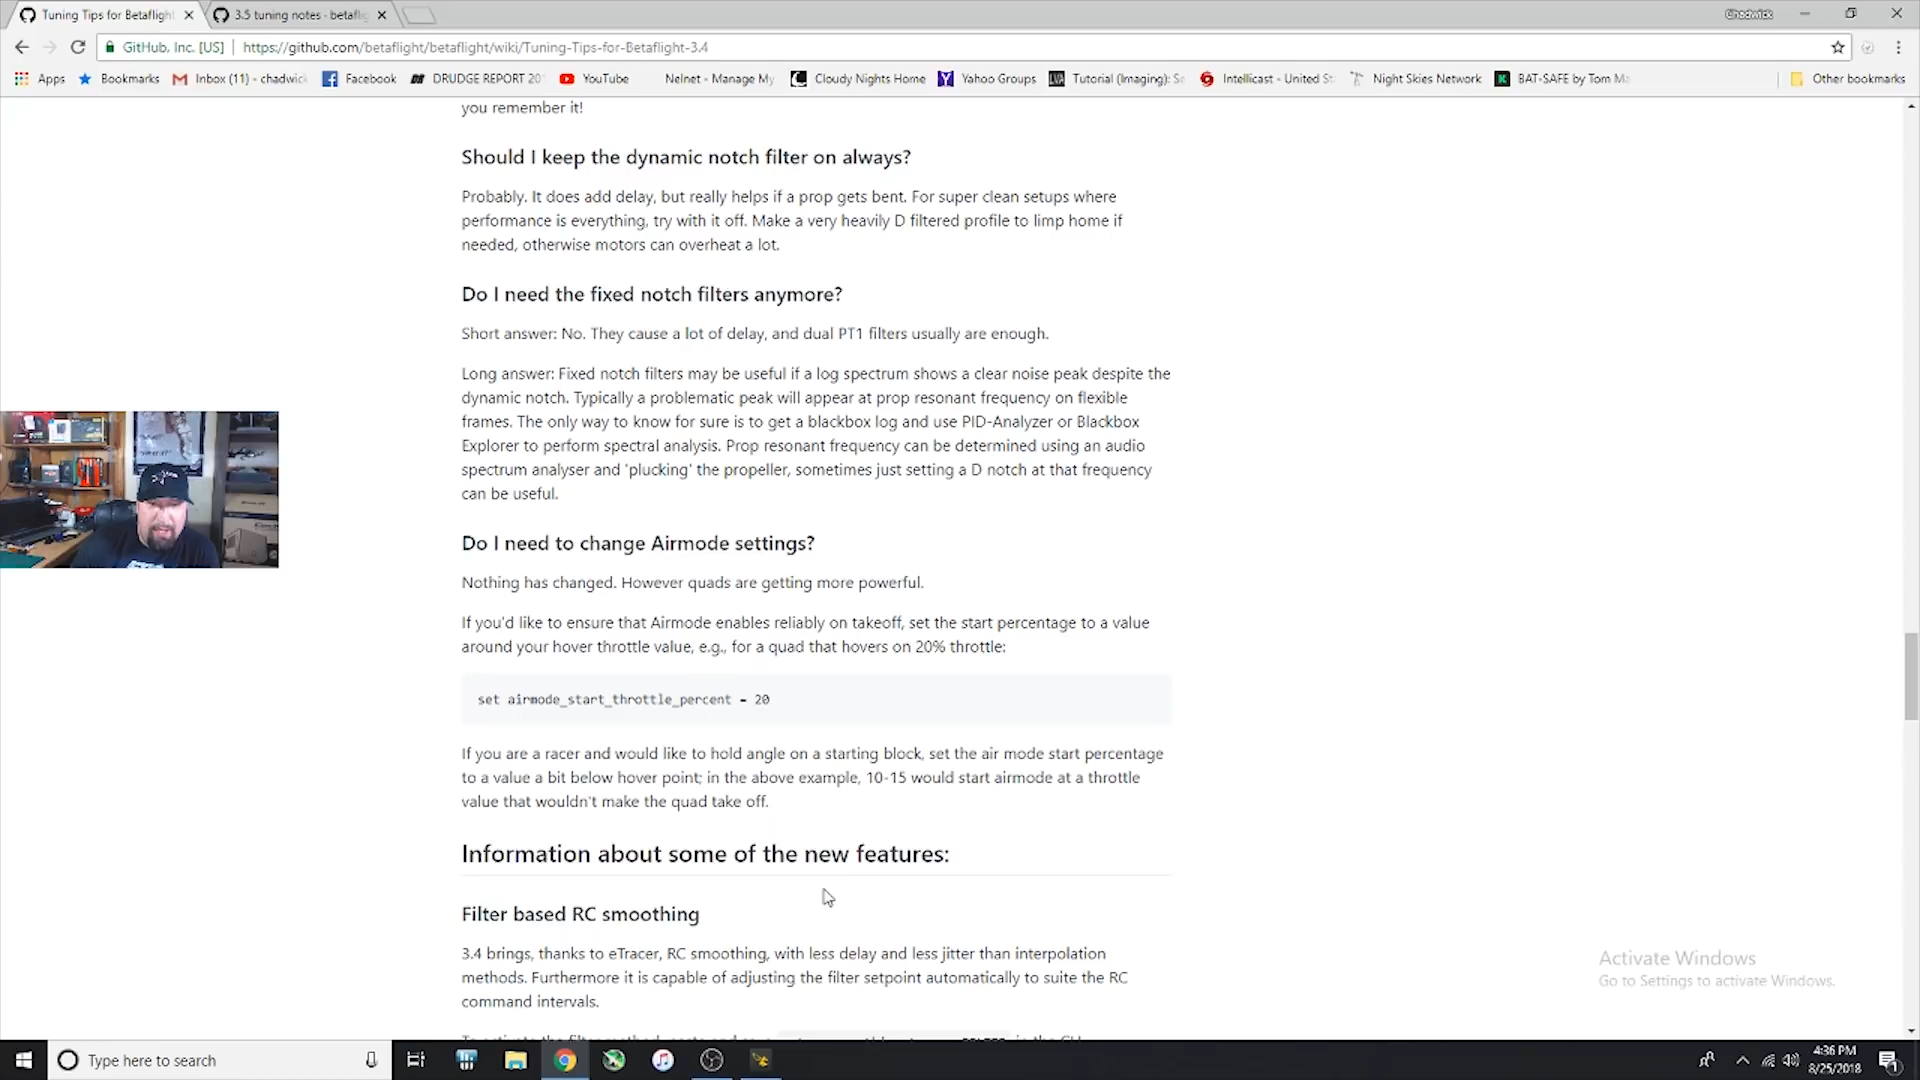 Tuning Tips for Betaflight
3.5 tuning notes - betafli
Chadwick
GitHub, Inc. [US]
https://github.com/betaflight/betaflight/wiki/Tuning-Tips-for-Betaflight-3.4
Apps
Bookmarks
Inbox (11) - chadwic
Facebook
DRUDGE REPORT 20
YouTube
Nelnet - Manage My
Cloudy Nights Home
Yahoo Groups
LVA
Tutorial (Imaging): S
Intellicast - United St
Night Skies Network
BAT-SAFE by Tom Ma
Other bookmarks
you remember it!
Should I keep the dynamic notch filter on always?
Probably. It does add delay, but really helps if a prop gets bent. For super clean setups where
performance is everything, try with it off. Make a very heavily D filtered profile to limp home if
needed, otherwise motors can overheat a lot.
Do I need the fixed notch filters anymore?
Short answer: No. They cause a lot of delay, and dual PT1 filters usually are enough.
Long answer: Fixed notch filters may be useful if a log spectrum shows a clear noise peak despite the
dynamic notch. Typically a problematic peak will appear at prop resonant frequency on flexible
frames. The only way to know for sure is to get a blackbox log and use PID-Analyzer or Blackbox
Explorer to perform spectral analysis. Prop resonant frequency can be determined using an audio
spectrum analyser and 'plucking' the propeller, sometimes just setting a D notch at that frequency
can be useful.
Do I need to change Airmode settings?
Nothing has changed. However quads are getting more powerful.
If you'd like to ensure that Airmode enables reliably on takeoff, set the start percentage to a value
around your hover throttle value, e.g., for a quad that hovers on 20% throttle:
set airmode_start_throttle_percent = 20
If you are a racer and would like to hold angle on a starting block, set the air mode start percentage
to a value a bit below hover point; in the above example, 10-15 would start airmode at a throttle
value that wouldn't make the quad take off.
Information about some of the new features:
Filter based RC smoothing
3.4 brings, thanks to eTracer, RC smoothing, with less delay and less jitter than interpolation
methods. Furthermore it is capable of adjusting the filter setpoint automatically to suite the RC
command intervals.
Activate Windows
Go to Settings to activate Windows.
Type here to search
4:36 PM
8/25/2018